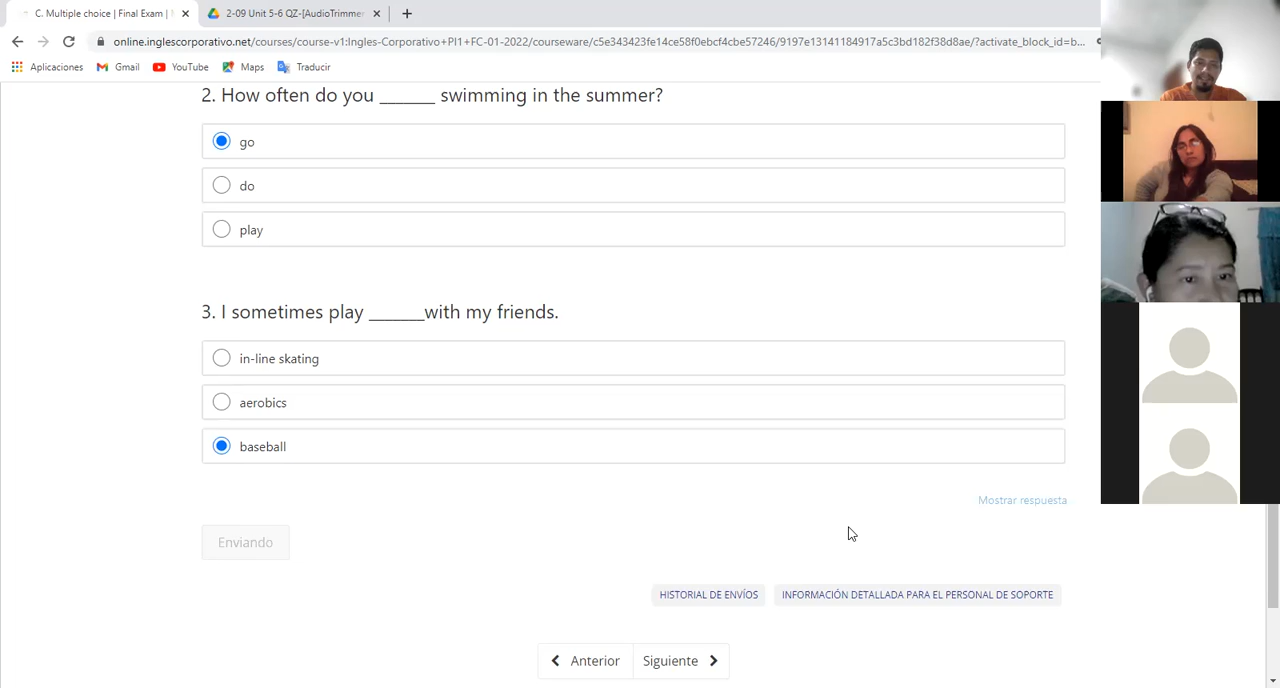 C. Multiple choice | Final Exam |
2-09 Unit 5-6 QZ-[AudioTrimmer
online.inglescorporativo.net/courses/course-v1:Ingles-Corporativo+PI1+FC-01-2022/courseware/c5e343423fe14ce58f0ebcf4cbe57246/9197e13141184917a5c3bd182f38d8ae/?activate_block_id=b...
Aplicaciones Gmail YouTube Maps Traducir
2. How often do you _______ swimming in the summer?
go
do
play
3. I sometimes play _______with my friends.
in-line skating
aerobics
baseball
Mostrar respuesta
Enviando
HISTORIAL DE ENVÍOS INFORMACIÓN DETALLADA PARA EL PERSONAL DE SOPORTE
Anterior Siguiente